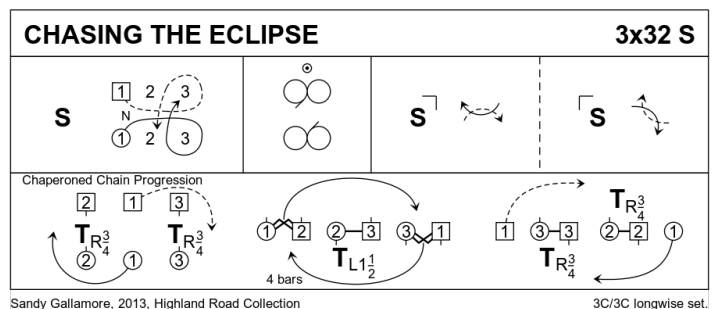 CHASING THE ECLIPSE 3x32 S
1 2 3
S N
1 2 3
S S
Chaperoned Chain Progression
2 1 3 TR3/4
TR3/4 TR3/4 1 2 2 3 3 1 1 3 3 2 2 1
2 1 3 TL1 1/2 TR3/4
4 bars
Sandy Gallamore, 2013, Highland Road Collection 3C/3C longwise set.